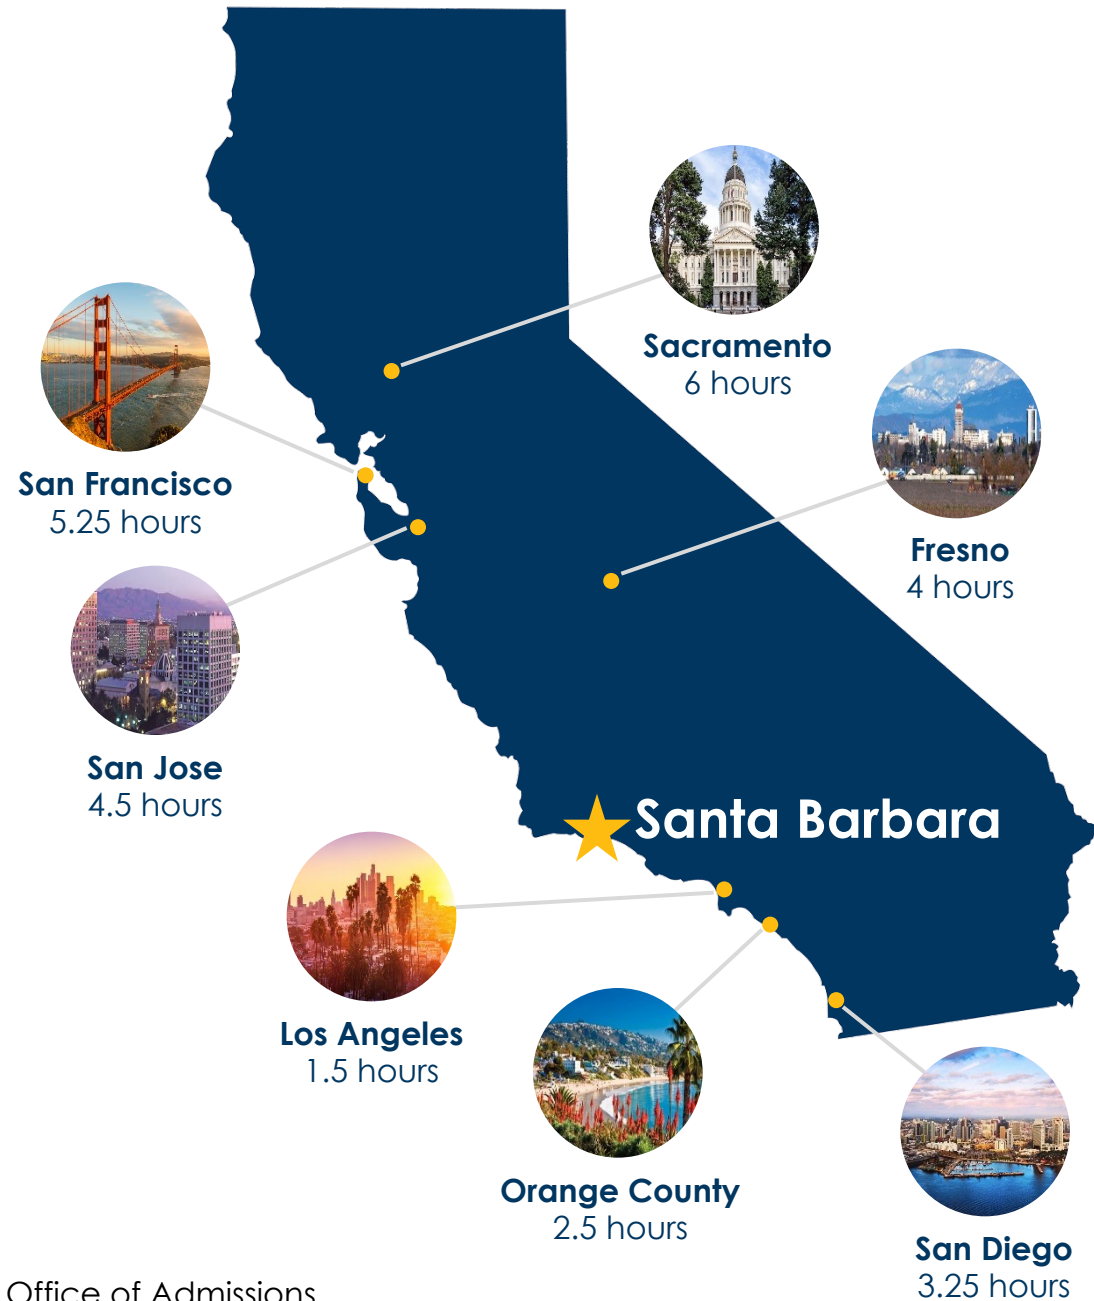 Sacramento
6 hours
Fresno
4 hours
San Francisco
5.25 hours
San Jose
4.5 hours
Santa Barbara
Los Angeles
1.5 hours
Orange County
2.5 hours
San Diego
3.25 hours
Office of Admissions